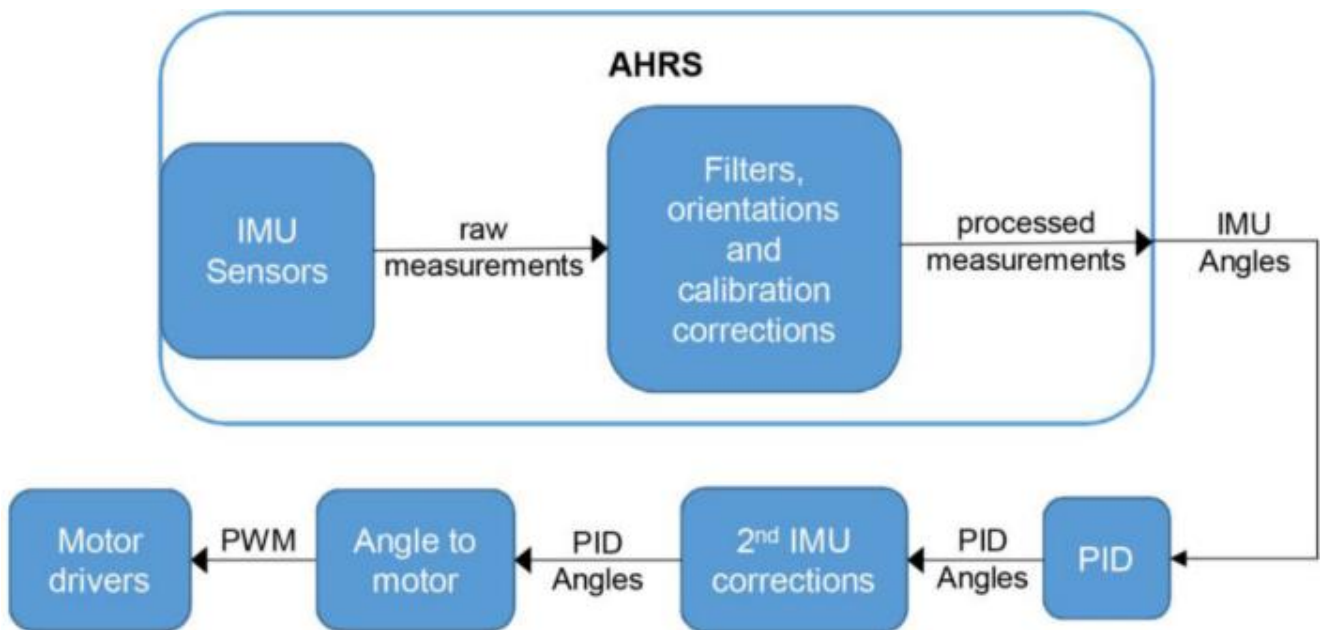 AHRS
IMU
Sensors
raw
measurements
Filters,
orientations
and
calibration
corrections
processed
measurements
IMU
Angles
Motor
drivers
PWM
Angle to
motor
PID
Angles
2nd IMU
corrections
PID
Angles
PID